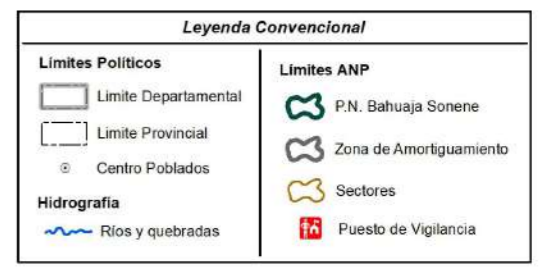 Leyenda Convencional
Límites Políticos
Limite Departamental
Limite Provincial
Centro Poblados
Hidrografía
Ríos y quebradas
Límites ANP
P.N. Bahuaja Sonene
Zona de Amortiguamiento
Sectores
Puesto de Vigilancia